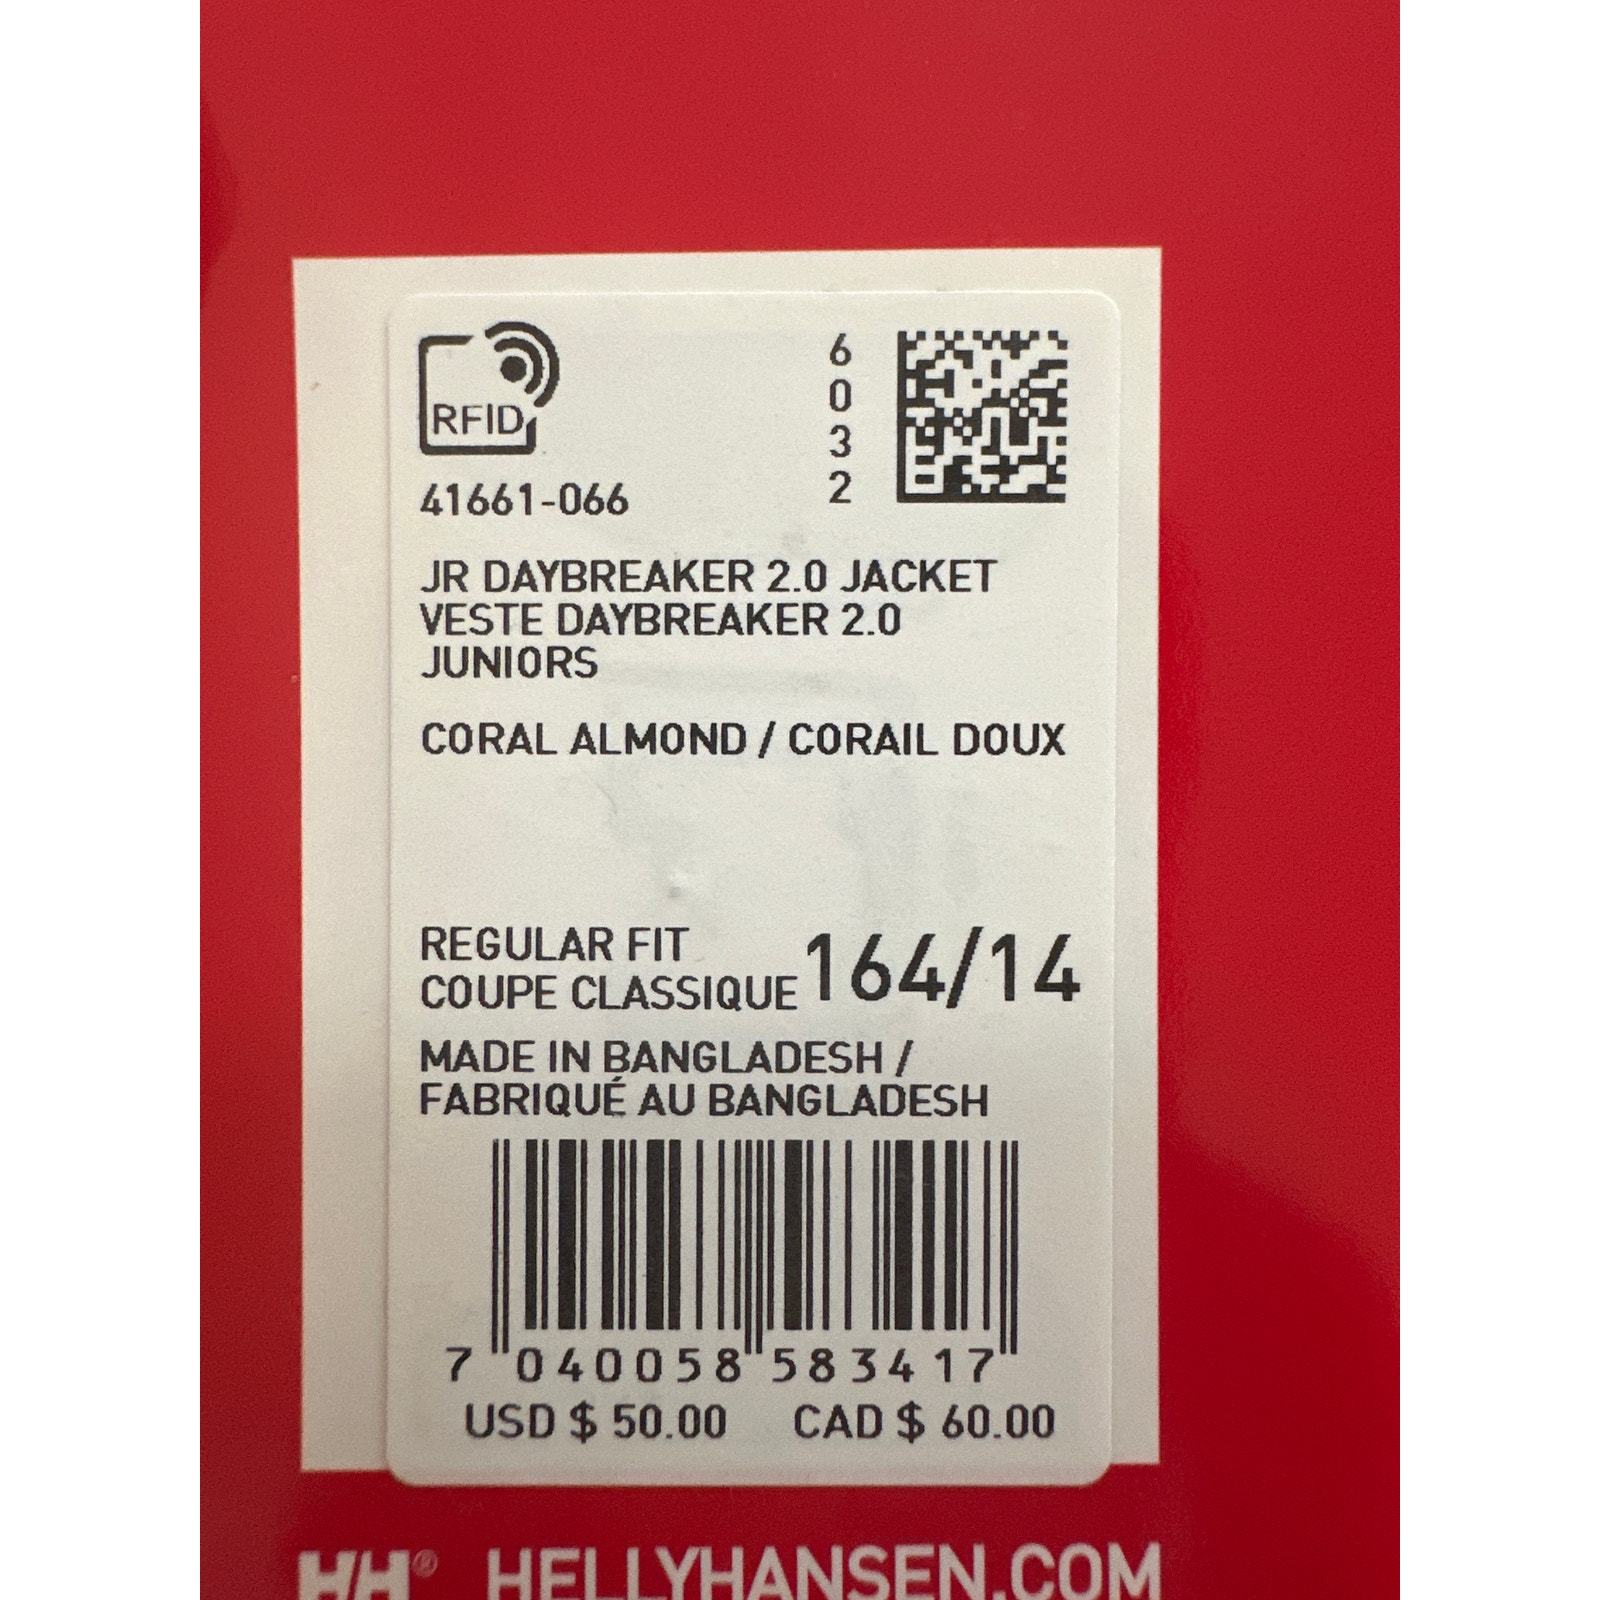 RFID
6
0
3
2
41661-066
JR DAYBREAKER 2.0 JACKET
VESTE DAYBREAKER 2.0
JUNIORS
CORAL ALMOND / CORAIL DOUX
REGULAR FIT
COUPE CLASSIQUE
164/14
MADE IN BANGLADESH /
FABRIQUÉ AU BANGLADESH
7 040058 583417
USD $ 50.00 CAD $ 60.00
HH® HELLYHANSEN.COM